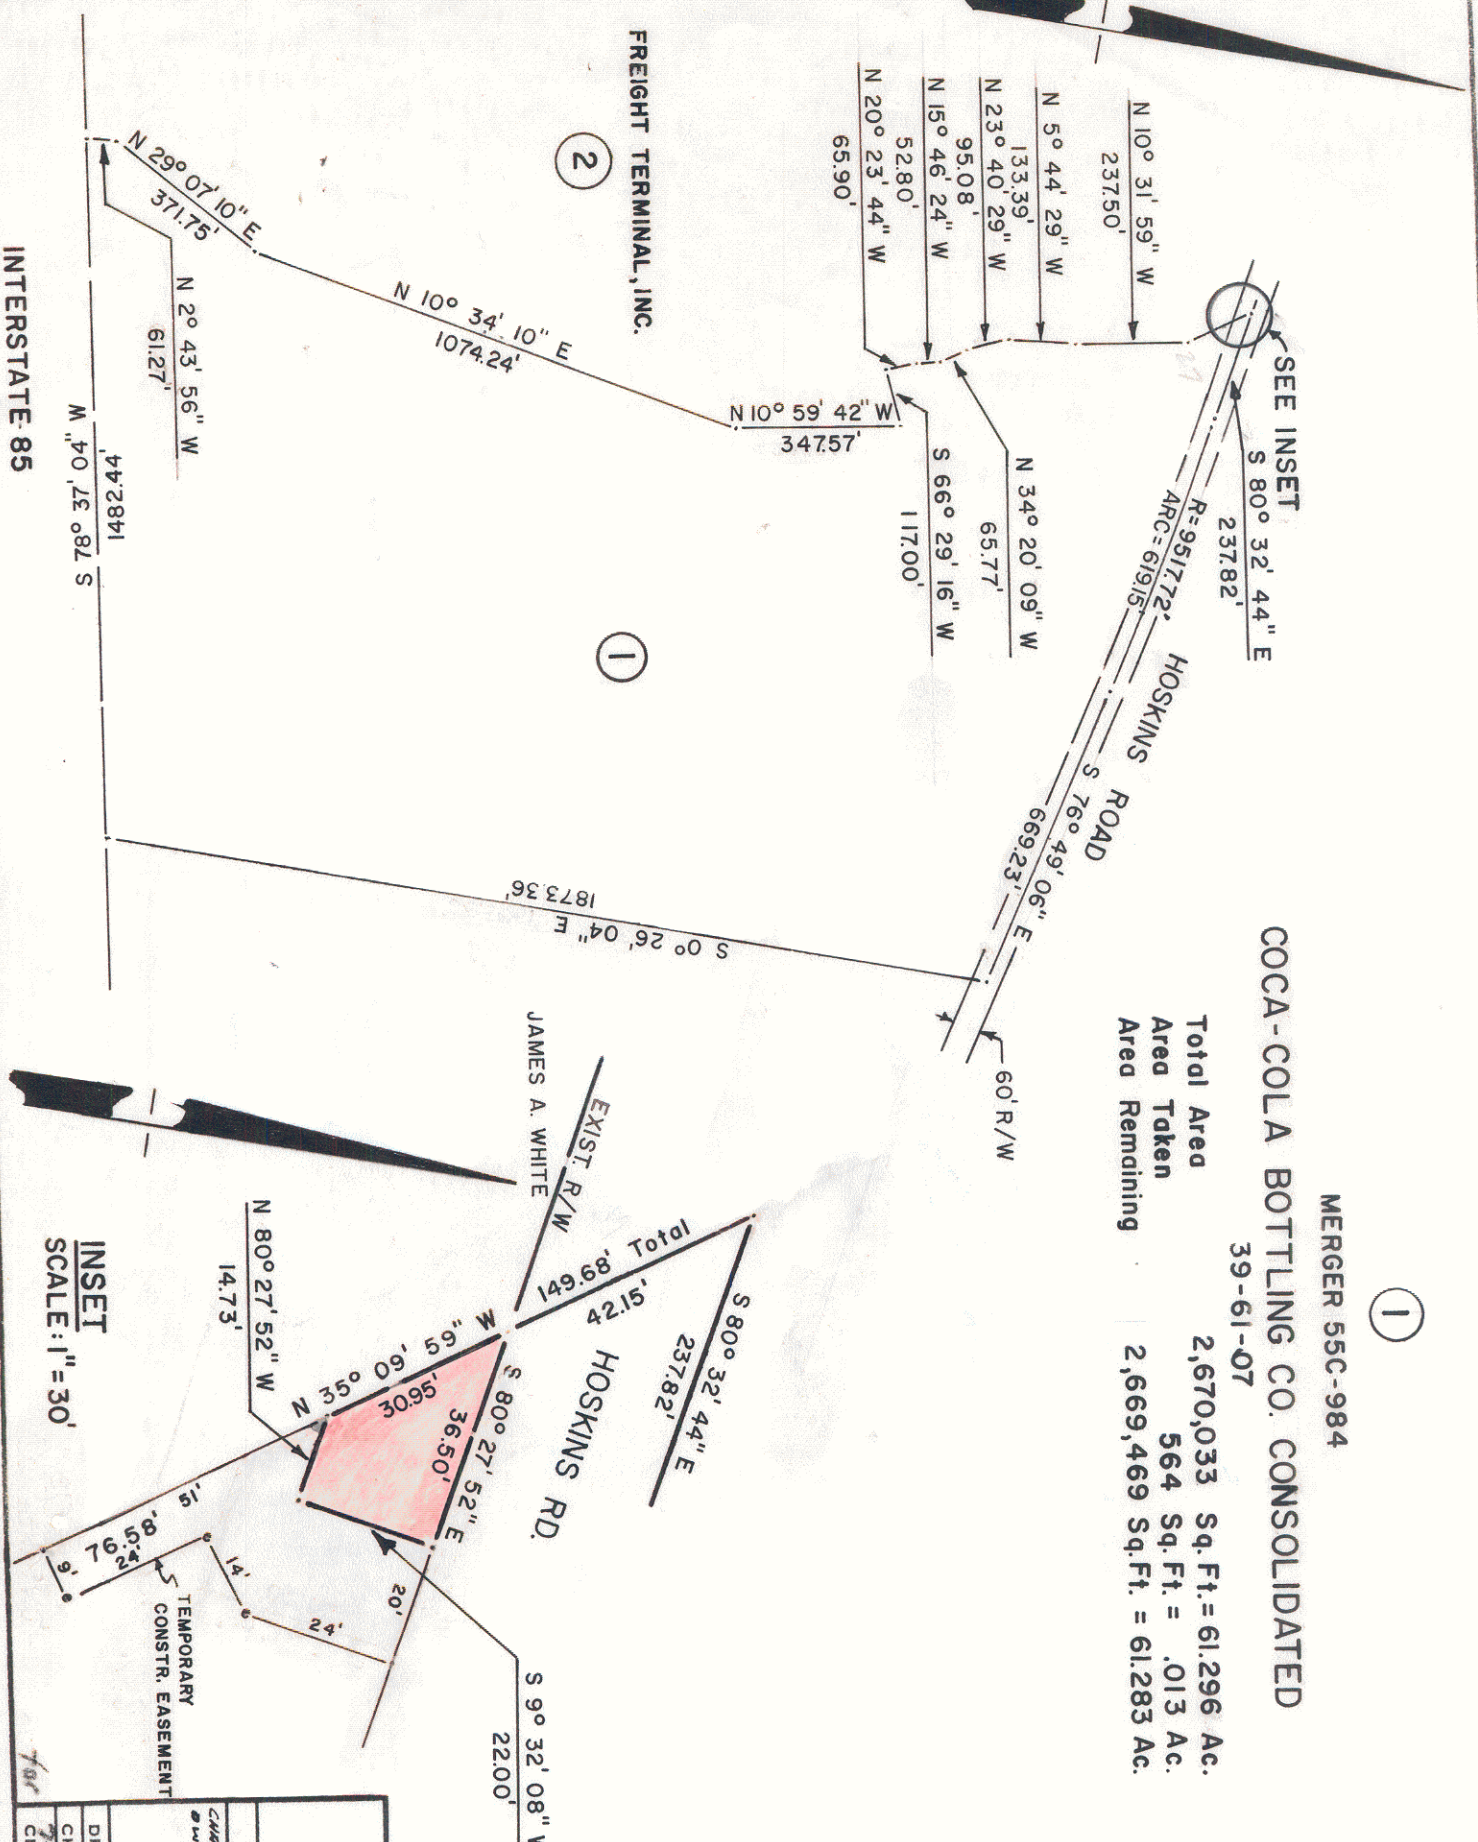 1
MERGER 55C-984
COCA-COLA BOTTLING CO. CONSOLIDATED
39-61-07
Total Area 2,670,033 Sq.Ft.=61.296 Ac.
Area Taken 564 Sq.Ft.= .013 Ac.
Area Remaining 2,669,469 Sq.Ft. = 61.283 Ac.
SEE INSET
S 80° 32' 44" E
237.82'
R=9517.72'
ARC=619.15'
HOSKINS ROAD
S 76° 49' 06" E
669.23'
60' R/W
N 10° 31' 59" W
237.50'
N 5° 44' 29" W
133.39'
N 23° 40' 29" W
95.08'
N 15° 46' 24" W
52.80'
N 20° 23' 44" W
65.90'
N 34° 20' 09" W
65.77'
S 66° 29' 16" W
117.00'
N 10° 59' 42" W
347.57'
FREIGHT TERMINAL, INC.
2
1
N 10° 34' 10" E
1074.24'
N 29° 07' 10" E
371.75'
N 2° 43' 56" W
61.27'
S 78° 37' 04" W
1482.44'
INTERSTATE 85
S 0° 26' 04" E
1873.36'
S 80° 32' 44" E
237.82'
149.68' Total
42.15'
HOSKINS RD.
EXIST. R/W
JAMES A. WHITE
S 80° 27' 52" E
36.50'
N 35° 09' 59" W
30.95'
N 80° 27' 52" W
14.73'
S 9° 32' 08"
22.00'
20'
24'
14'
51'
76.58'
24'
9'
TEMPORARY
CONSTR. EASEMENT
INSET
SCALE: 1"=30'